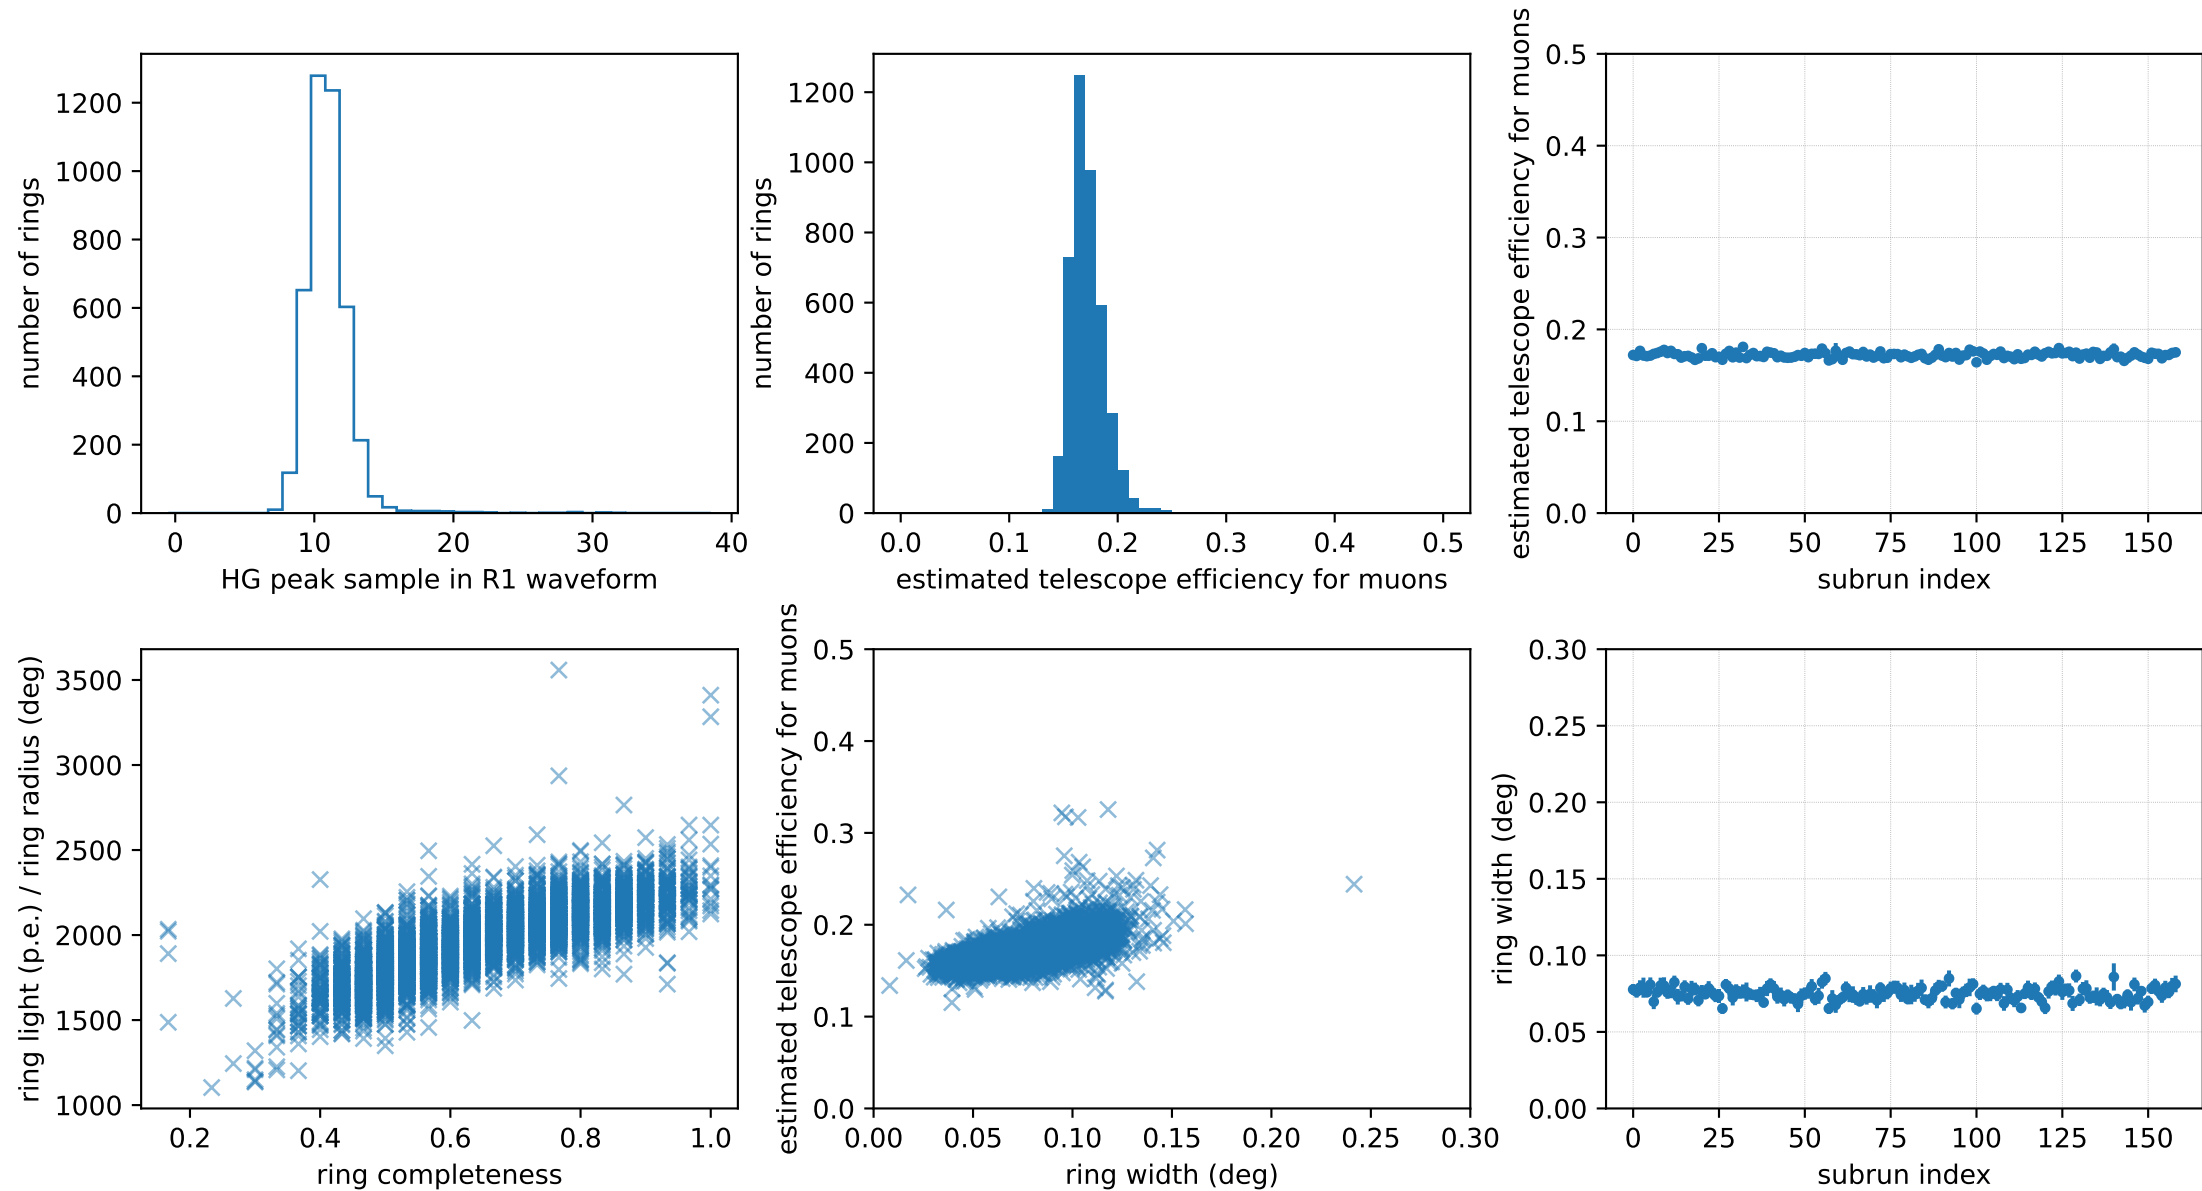 number of rings
1200
1000
800
600
400
200
0
0 10 20 30 40
HG peak sample in R1 waveform
number of rings
1200
1000
800
600
400
200
0
0.0 0.1 0.2 0.3 0.4 0.5
estimated telescope efficiency for muons
estimated telescope efficiency for muons
0.5
0.4
0.3
0.2
0.1
0.0
0 25 50 75 100 125 150
subrun index
ring light (p.e.) / ring radius (deg)
3500
3000
2500
2000
1500
1000
0.2 0.4 0.6 0.8 1.0
ring completeness
estimated telescope efficiency for muons
0.5
0.4
0.3
0.2
0.1
0.0
0.00 0.05 0.10 0.15 0.20 0.25 0.30
ring width (deg)
ring width (deg)
0.30
0.25
0.20
0.15
0.10
0.05
0.00
0 25 50 75 100 125 150
subrun index